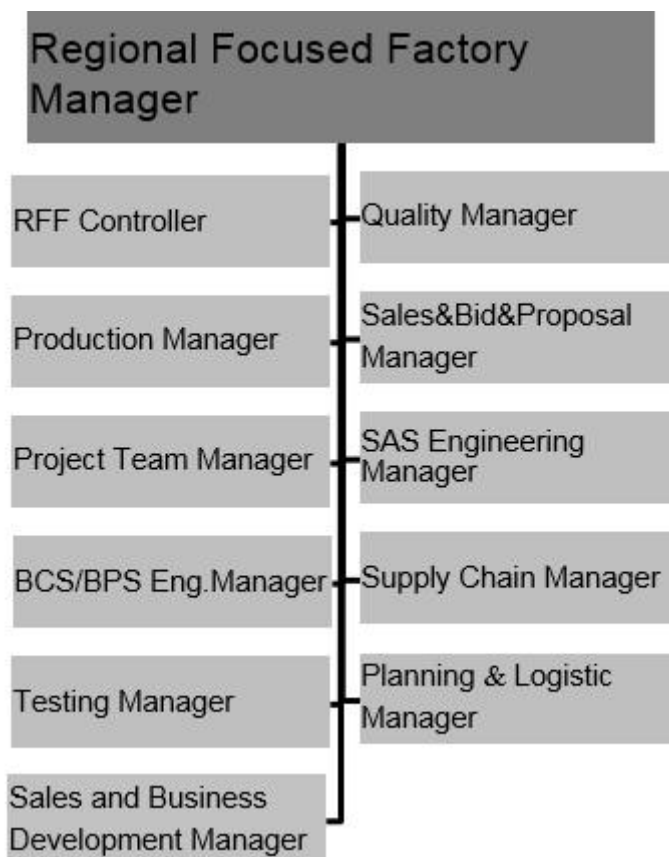 Regional Focused Factory
Manager
RFF Controller
Quality Manager
Production Manager
Sales&Bid&Proposal
Manager
Project Team Manager
SAS Engineering
Manager
BCS/BPS Eng.Manager
Supply Chain Manager
Testing Manager
Planning & Logistic
Manager
Sales and Business
Development Manager